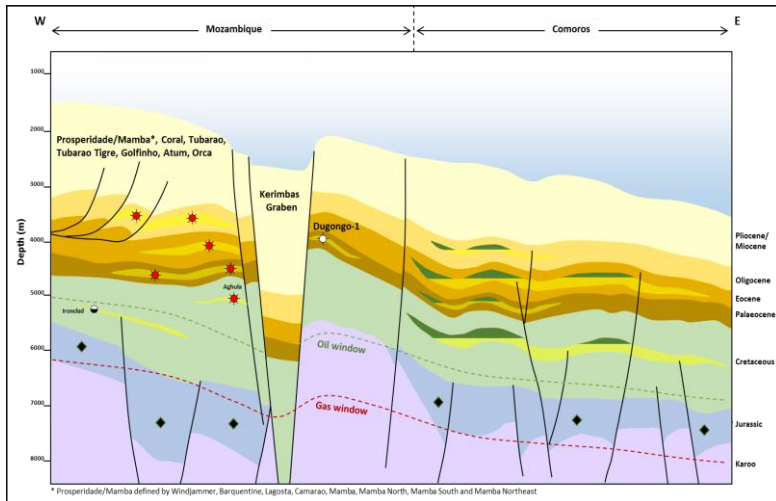 W
E
Mozambique
Comoros
1000
2000
3000
4000
5000
6000
7000
8000
Depth (m)
Prosperidade/Mamba*, Coral, Tubarao,
Tubarao Tigre, Golfinho, Atum, Orca
Kerimbas
Graben
Dugongo-1
Aghula
Ironclad
Oil window
Gas window
Pliocene/
Miocene
Oligocene
Eocene
Palaeocene
Cretaceous
Jurassic
Karoo
* Prosperidade/Mamba defined by Windjammer, Barquentine, Lagosta, Camarao, Mamba, Mamba North, Mamba South and Mamba Northeast